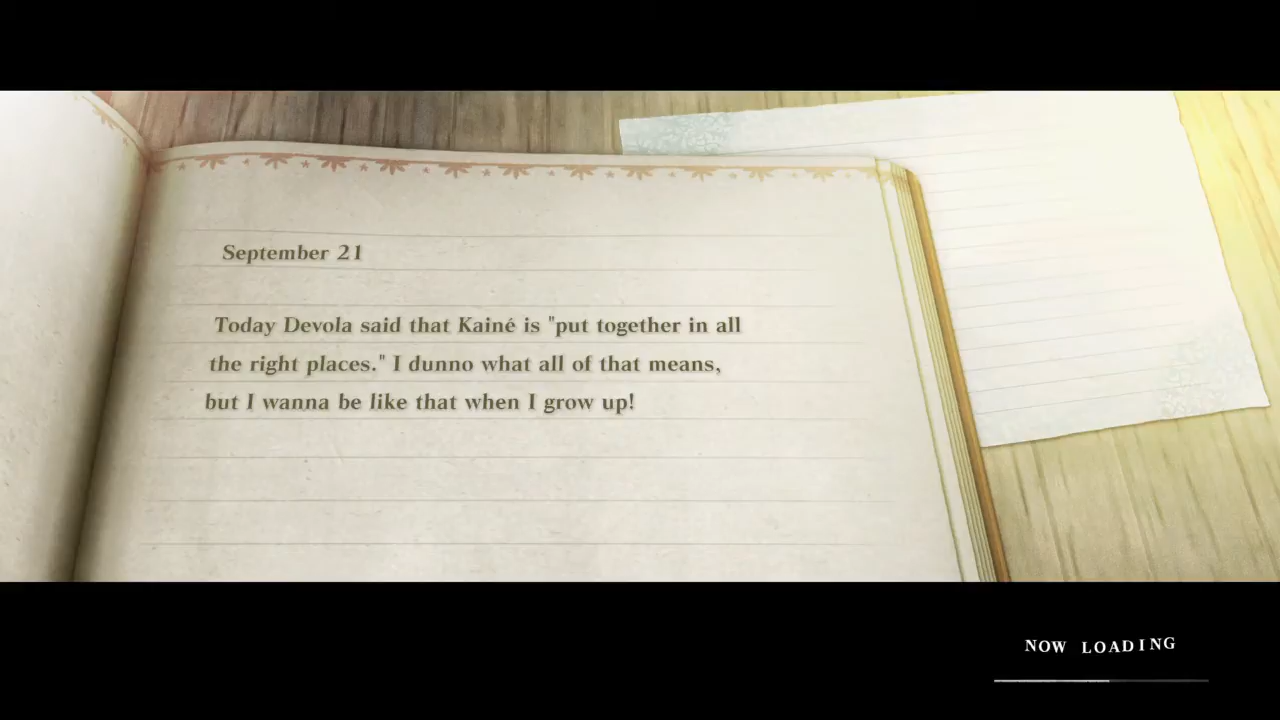 September 21
Today Devola said that Kainé is "put together in all
the right places." I dunno what all of that means,
but I wanna be like that when I grow up!
NOW LOADING